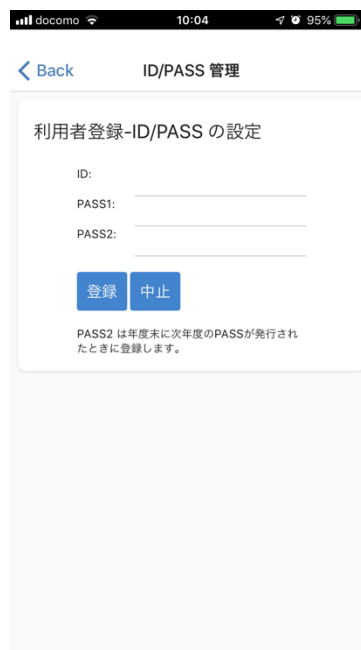 docomo 10:04 95%
Back ID/PASS 管理
利用者登録-ID/PASS の設定
ID:
PASS1:
PASS2:
登録 中止
PASS2 は年度末に次年度のPASSが発行され
たときに登録します。